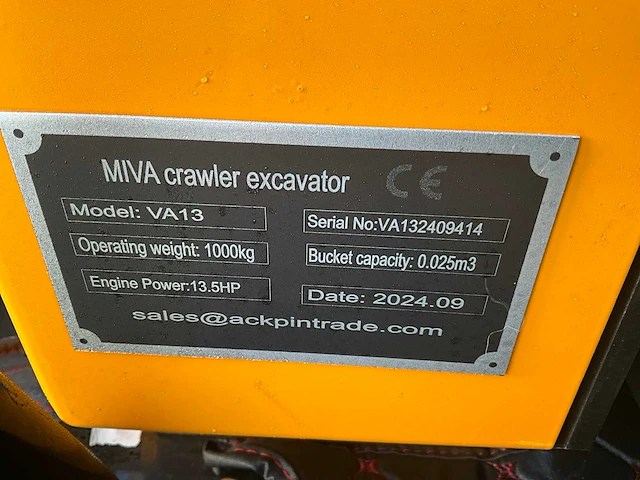 MIVA crawler excavator CE
Model: VA13
Serial No:VA132409414
Operating weight: 1000kg
Bucket capacity: 0.025m3
Engine Power:13.5HP
Date: 2024.09
sales@ackpintrade.com